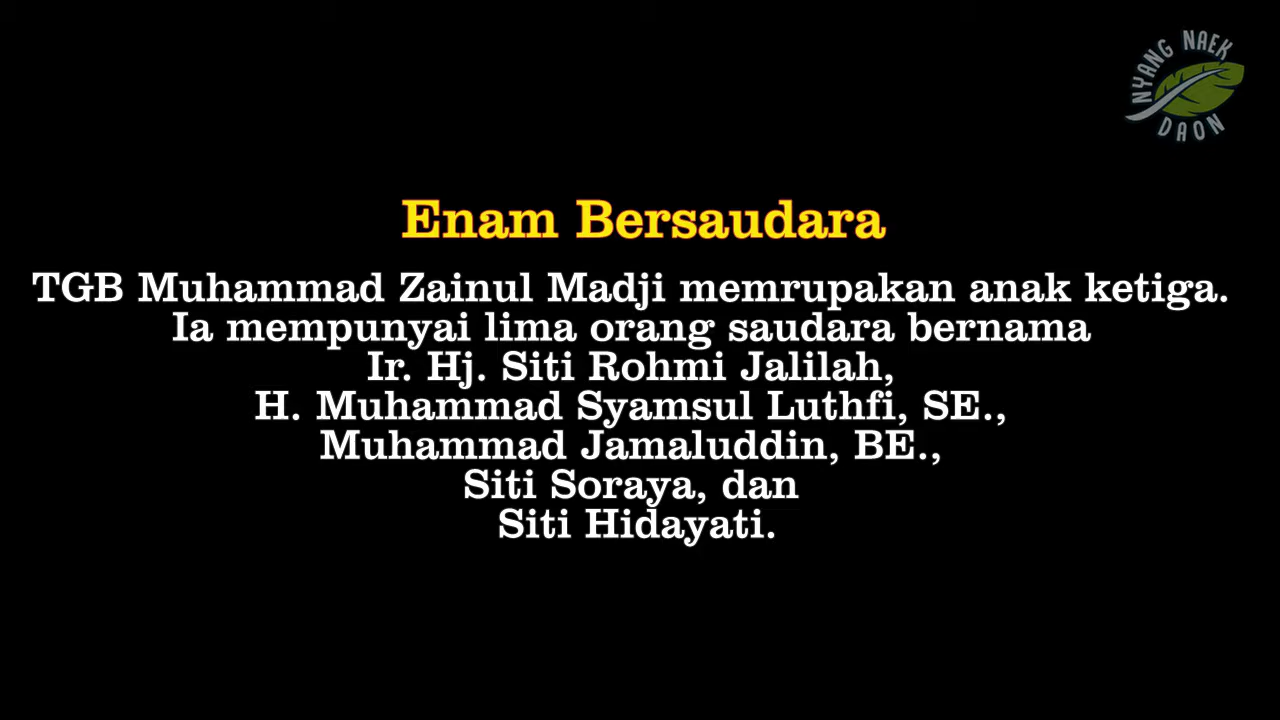 NYANG NAEK
DAON
Enam Bersaudara
TGB Muhammad Zainul Madji memrupakan anak ketiga.
Ia mempunyai lima orang saudara bernama
Ir. Hj. Siti Rohmi Jalilah,
H. Muhammad Syamsul Luthfi, SE.,
Muhammad Jamaluddin, BE.,
Siti Soraya, dan
Siti Hidayati.